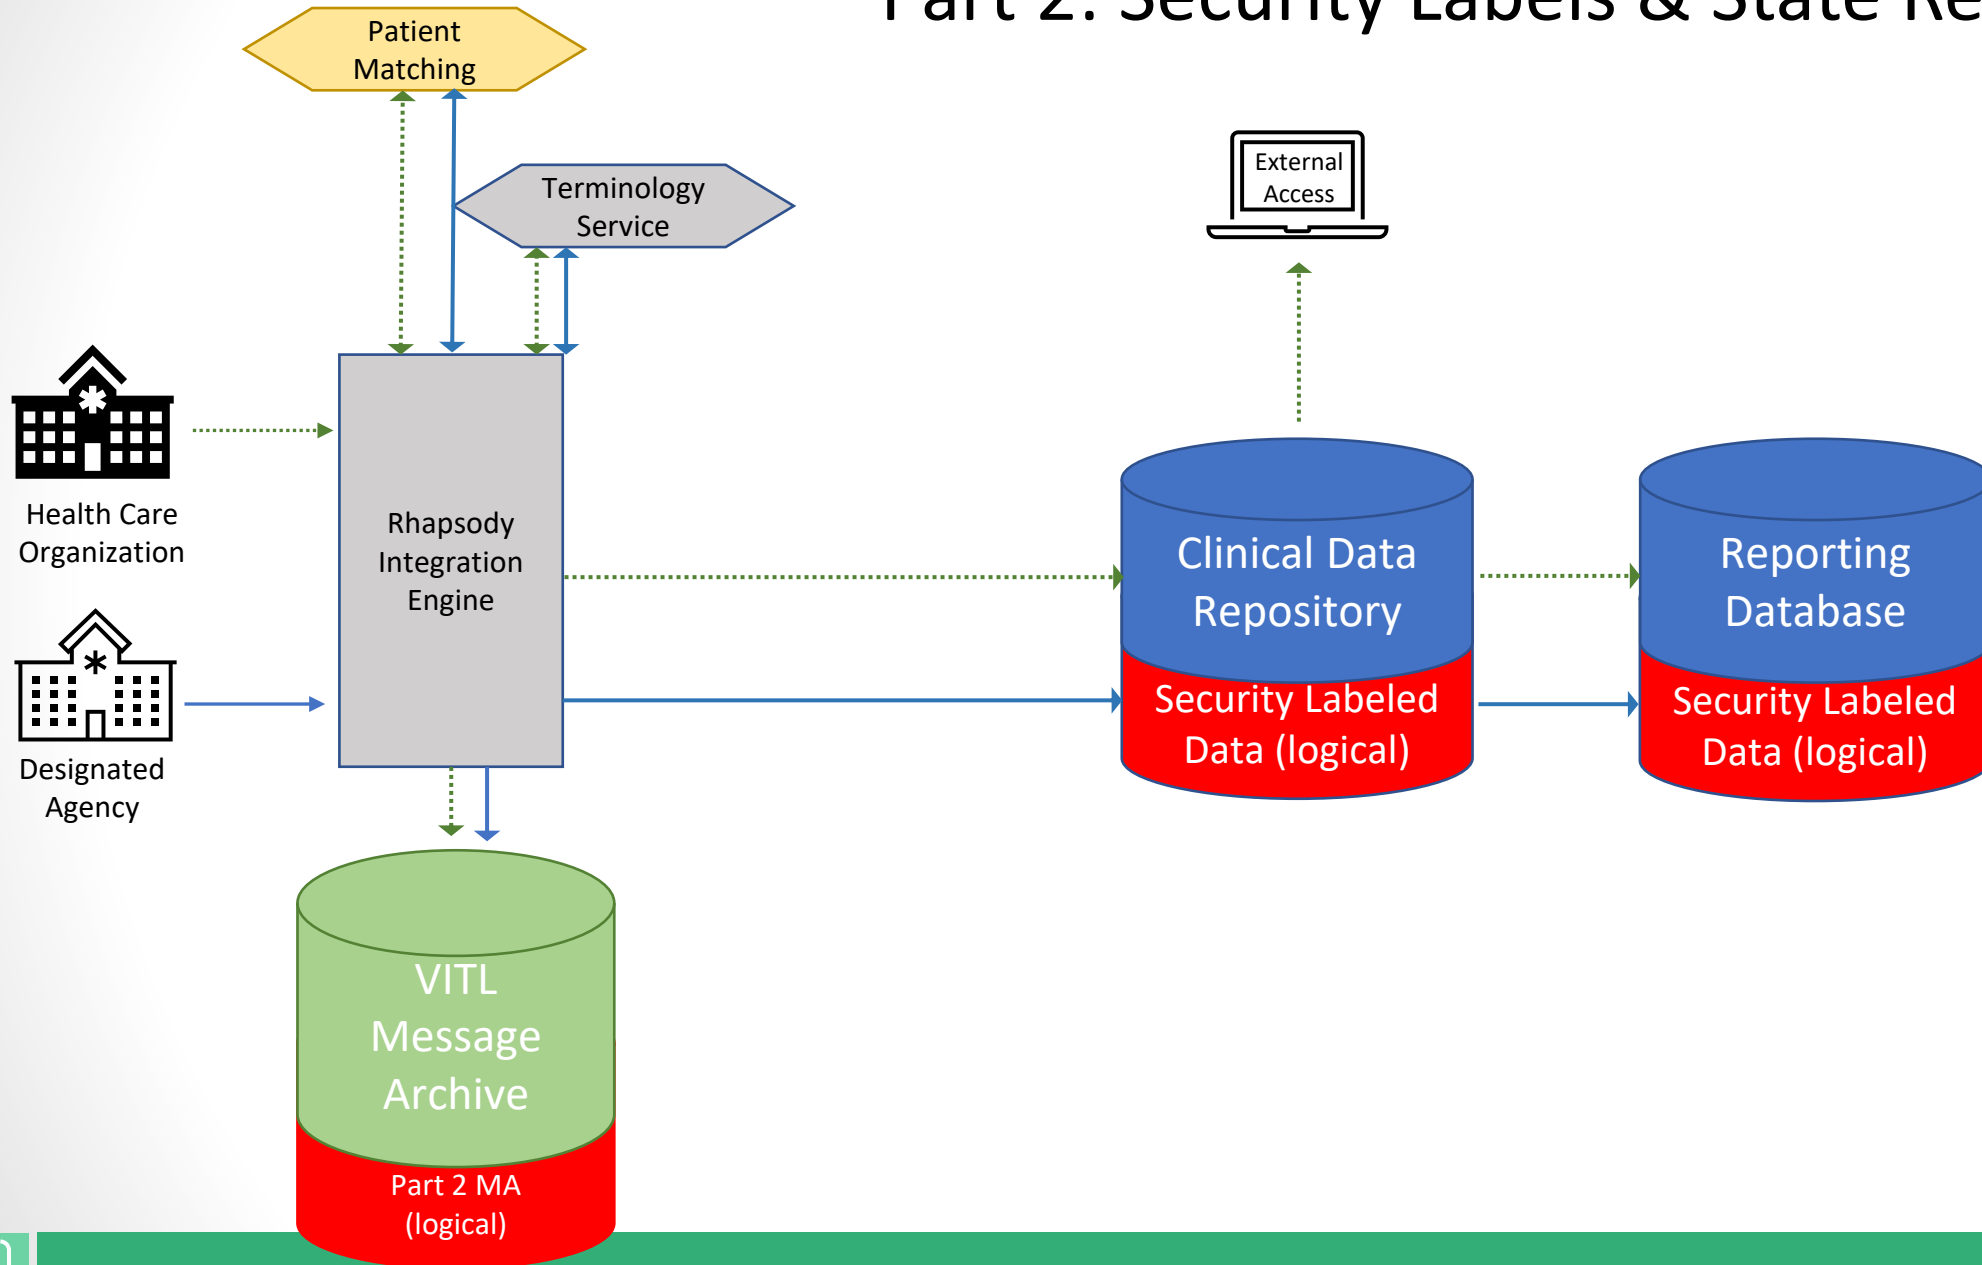 Part 2: Security Labels & State Re
Patient
Matching
Terminology
Service
External
Access
Health Care
Organization
Rhapsody
Integration
Engine
Clinical Data
Repository
Reporting
Database
Security Labeled
Data (logical)
Security Labeled
Data (logical)
Designated
Agency
VITL
Message
Archive
Part 2 MA
(logical)